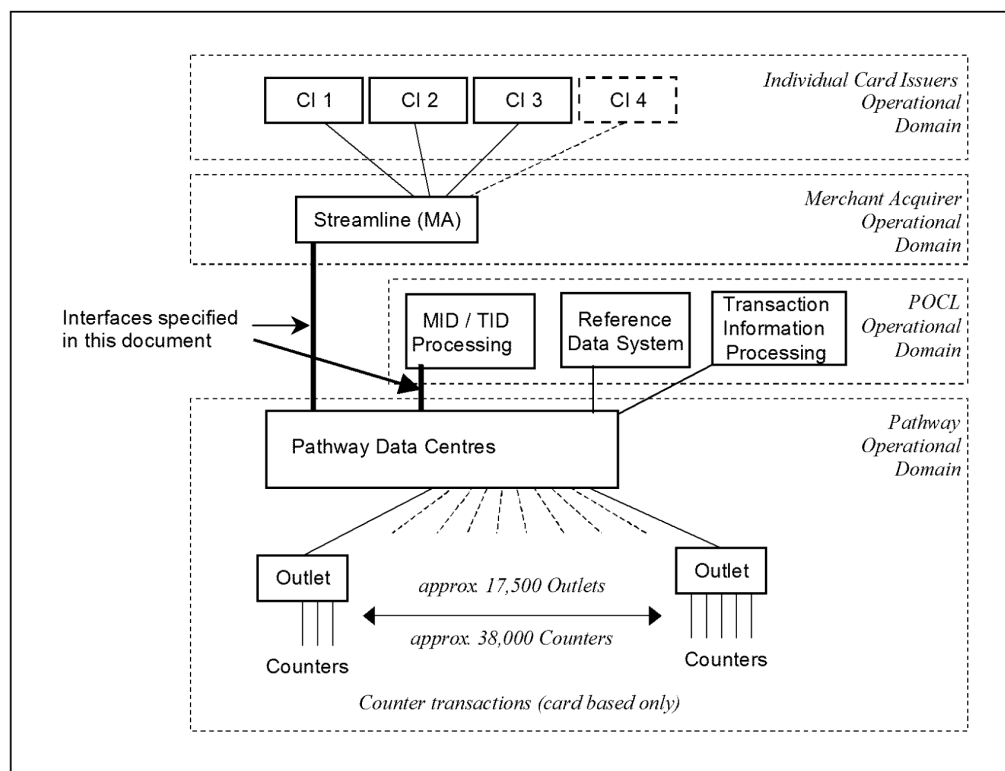 Individual Card Issuers
Operational
Domain
CI 1
CI 2
CI 3
CI 4
Merchant Acquirer
Operational
Domain
Streamline (MA)
Interfaces specified
in this document
MID / TID
Processing
Reference
Data System
Transaction
Information
Processing
POCL
Operational
Domain
Pathway Data Centres
Pathway
Operational
Domain
Outlet
approx. 17,500 Outlets
Outlet
approx. 38,000 Counters
Counters
Counters
Counter transactions (card based only)